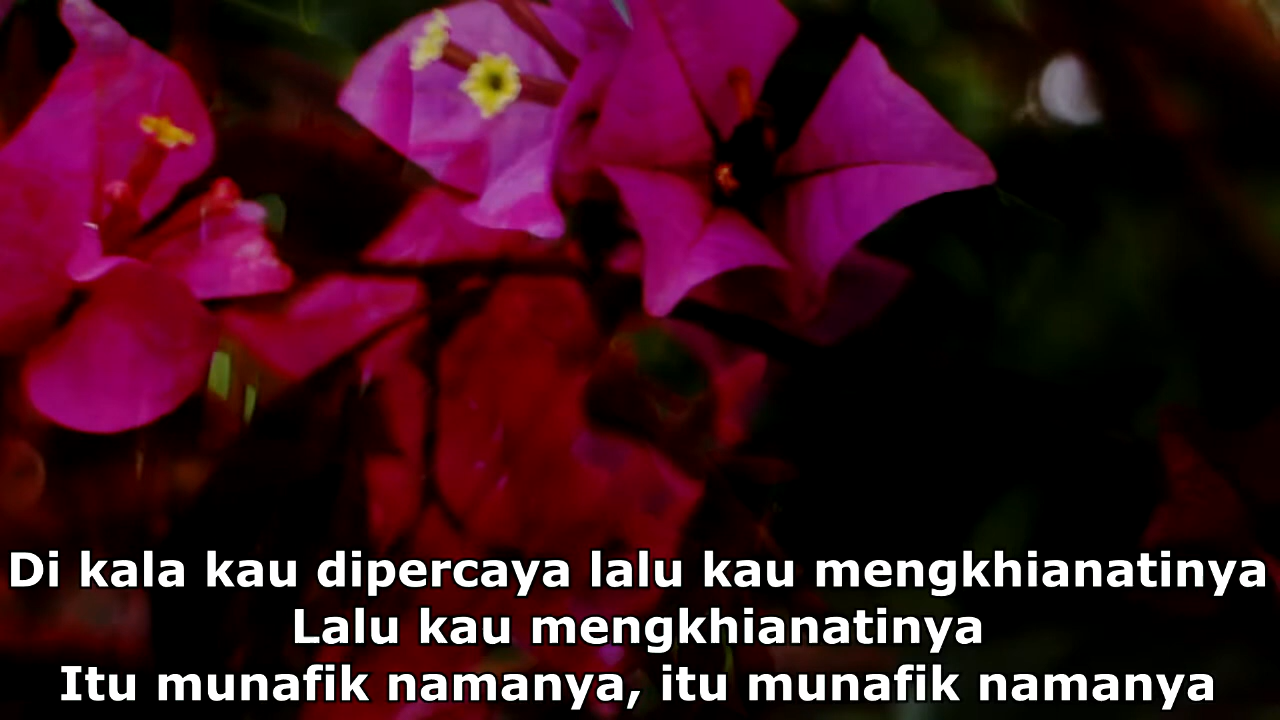 Di kala kau dipercaya lalu kau mengkhianatinya
Lalu kau mengkhianatinya
Itu munafik namanya, itu munafik namanya